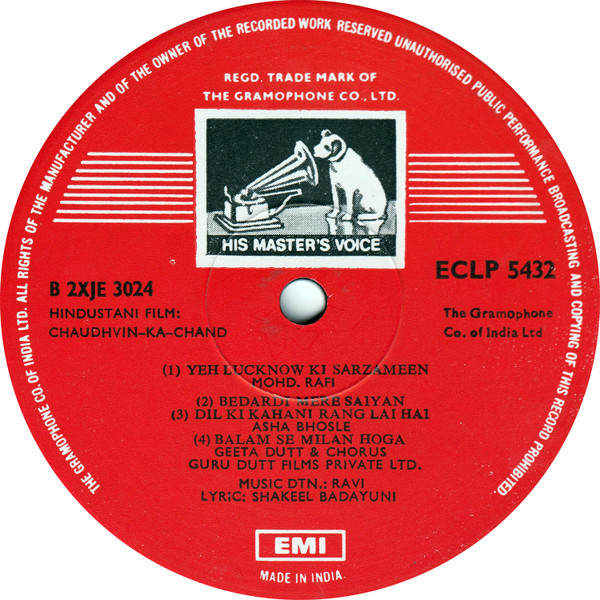 THE GRAMOPHONE CO. OF INDIA LTD. ALL RIGHTS OF THE MANUFACTURER AND OF THE OWNER OF THE RECORDED WORK RESERVED UNAUTHORISED PUBLIC PERFORMANCE BROADCASTING AND COPYING OF THIS RECORD PROHIBITED.
REGD. TRADE MARK OF
THE GRAMOPHONE CO., LTD.
HIS MASTER'S VOICE
B 2XJE 3024
HINDUSTANI FILM:
CHAUDHVIN-KA-CHAND
ECLP 5432
The Gramophone
Co. of India Ltd
(1) YEH LUCKNOW KI SARZAMEEN
MOHD. RAFI
(2) BEDARDI MERE SAIYAN
(3) DIL KI KAHANI RANG LAI HAI
ASHA BHOSLE
(4) BALAM SE MILAN HOGA
GEETA DUTT & CHORUS
GURU DUTT FILMS PRIVATE LTD.
MUSIC DTN.: RAVI
LYRIC: SHAKEEL BADAYUNI
EMI
MADE IN INDIA.